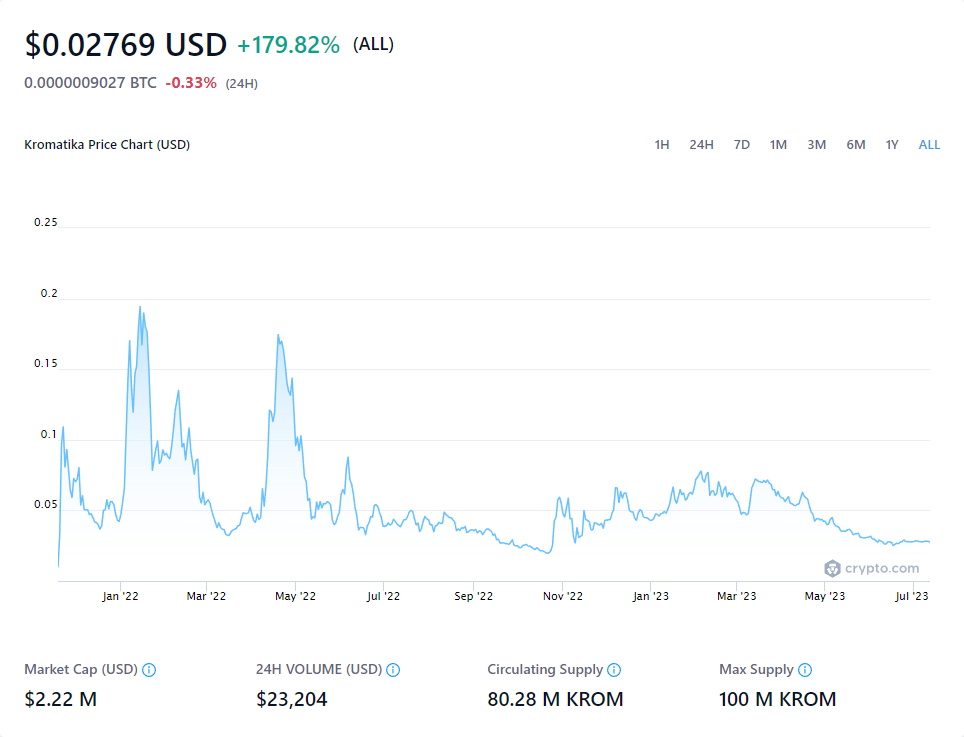 $0.02769 USD +179.82% (ALL)
0.0000009027 BTC -0.33% (24H)
Kromatika Price Chart (USD) 1H 24H 7D 1M 3M 6M 1Y ALL
0.25
0.2
0.15
0.1
0.05
crypto.com
Jan '22 Mar '22 May '22 Jul '22 Sep '22 Nov '22 Jan '23 Mar '23 May '23 Jul '23
Market Cap (USD) 24H VOLUME (USD) Circulating Supply Max Supply
$2.22 M $23,204 80.28 M KROM 100 M KROM